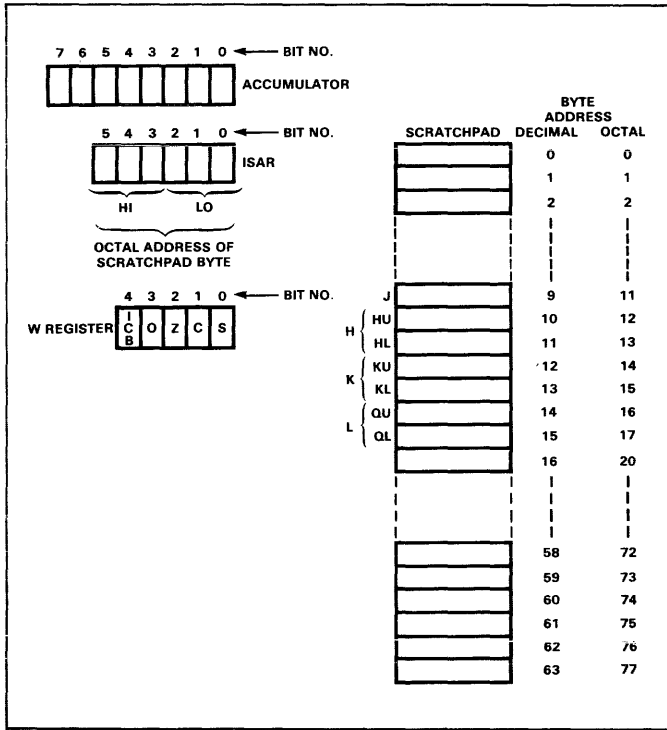 7 6 5 4 3 2 1 0 BIT NO.
ACCUMULATOR
5 4 3 2 1 0 BIT NO.
ISAR
HI LO
OCTAL ADDRESS OF
SCRATCHPAD BYTE
4 3 2 1 0 BIT NO.
W REGISTER ICB O Z C S
BYTE
ADDRESS
SCRATCHPAD DECIMAL OCTAL
0 0
1 1
2 2
J 9 11
H HU 10 12
HL 11 13
K KU 12 14
KL 13 15
L QU 14 16
QL 15 17
16 20
58 72
59 73
60 74
61 75
62 76
63 77